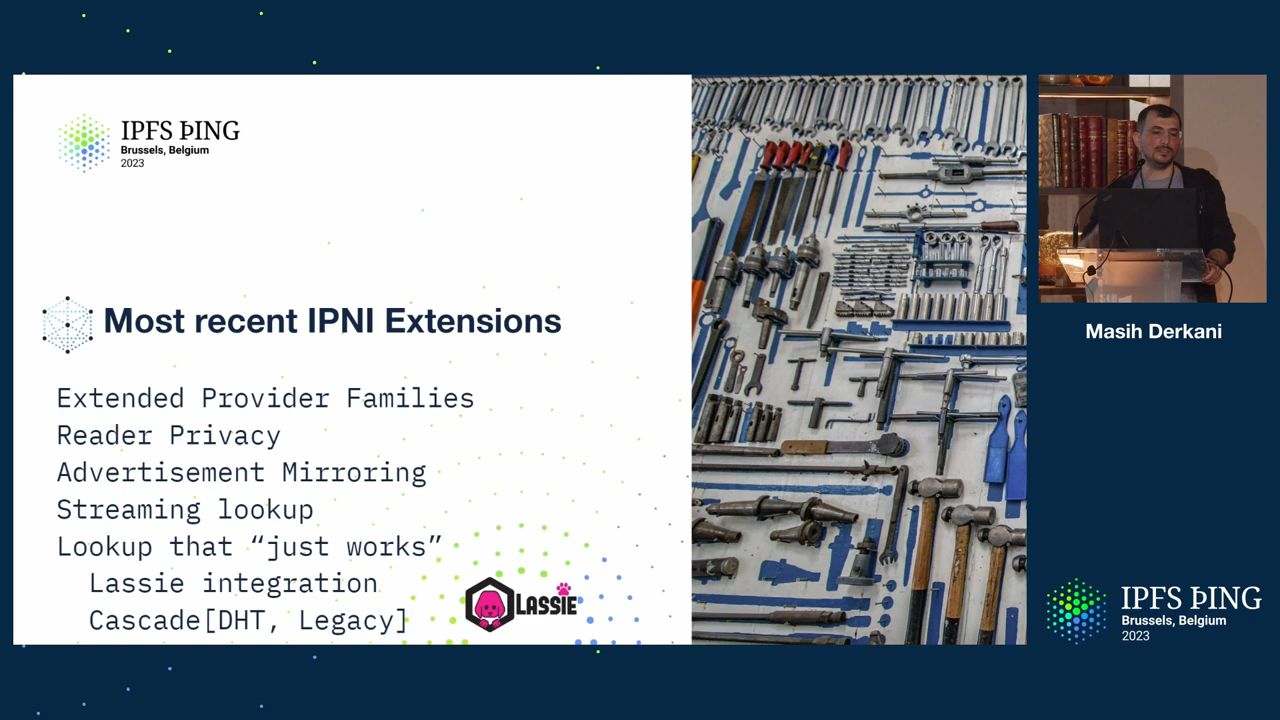 IPFS ÞING
Brussels, Belgium
2023
Most recent IPNI Extensions
Extended Provider Families
Reader Privacy
Advertisement Mirroring
Streaming lookup
Lookup that “just works”
Lassie integration
Cascade[DHT, Legacy]
LASSIE
Masih Derkani
IPFS ÞING
Brussels, Belgium
2023